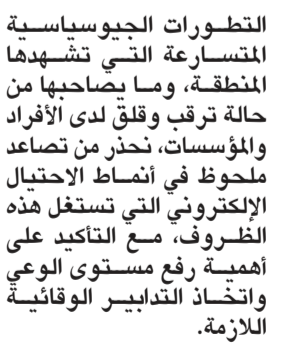 التطورات الجيوسياسية
المتسارعة التي تشهدها
المنطقة، وما يصاحبها من
حالة ترقب وقلق لدى الأفراد
والمؤسسات، نحذر من تصاعد
ملحوظ في أنماط الاحتيال
الإلكتروني التي تستغل هذه
الظروف، مع التأكيد على
أهمية رفع مستوى الوعي
واتخاذ التدابير الوقائية
اللازمة.